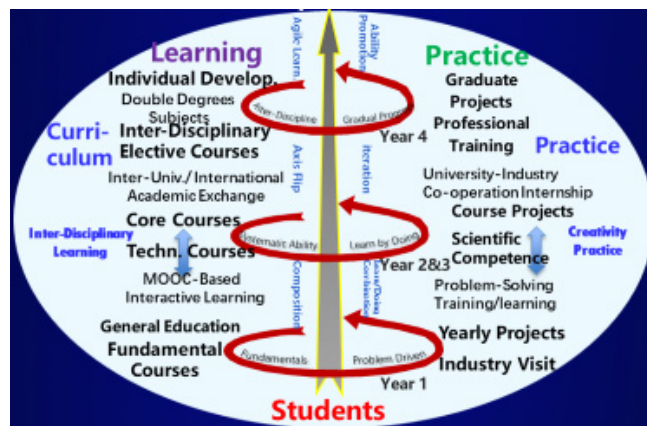 Learning
Individual Develop.
Double Degrees
Subjects
Curri-
culum
Inter-Disciplinary
Elective Courses
Inter-Univ./ International
Academic Exchange
Core Courses
Inter-Disciplinary
Learning
Techn. Courses
MOOC-Based
Interactive Learning
General Education
Fundamental
Courses
Agile Learn.
Ability
Promotion
Inter-Discipline
Gradual Progress
Year 4
Axis Flip
iteration
Systematic Ability
Learn by Doing
Year 2&3
Composition
Learn/Doing
Combination
Fundamentals
Problem Driven
Year 1
Students
Practice
Graduate
Projects
Professional
Training
Practice
University-Industry
Co-operation Internship
Course Projects
Scientific
Competence
Creativity
Practice
Problem-Solving
Training/learning
Yearly Projects
Industry Visit